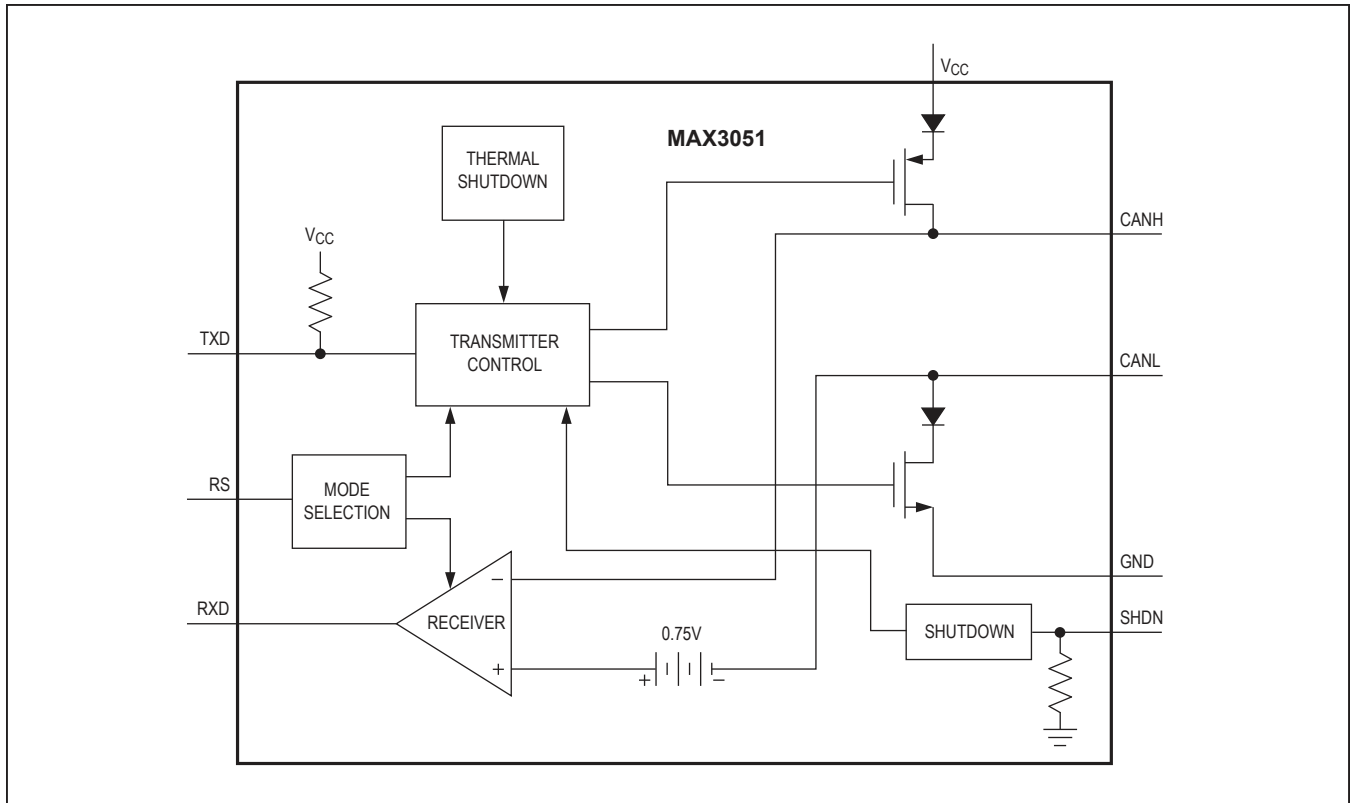 VCC
MAX3051
THERMAL
SHUTDOWN
CANH
VCC
TXD
TRANSMITTER
CONTROL
CANL
RS
MODE
SELECTION
GND
RXD
−
RECEIVER
+
0.75V
+
−
SHUTDOWN
SHDN